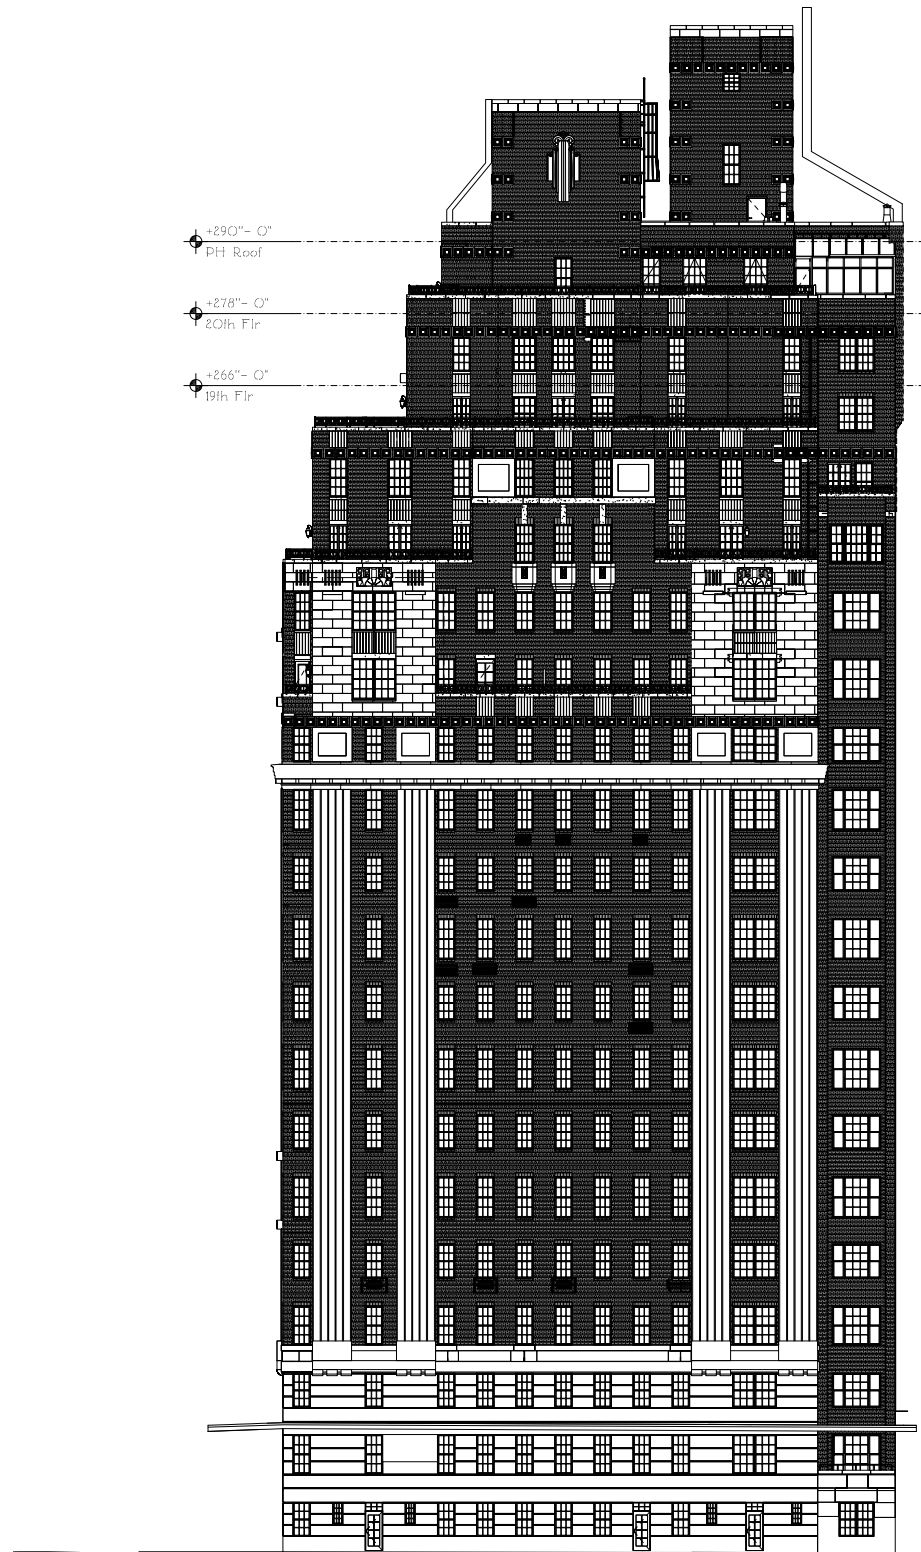 +290"- 0"
PH Roof
+278"- 0"
20th Flr
+266"- 0"
19th Flr